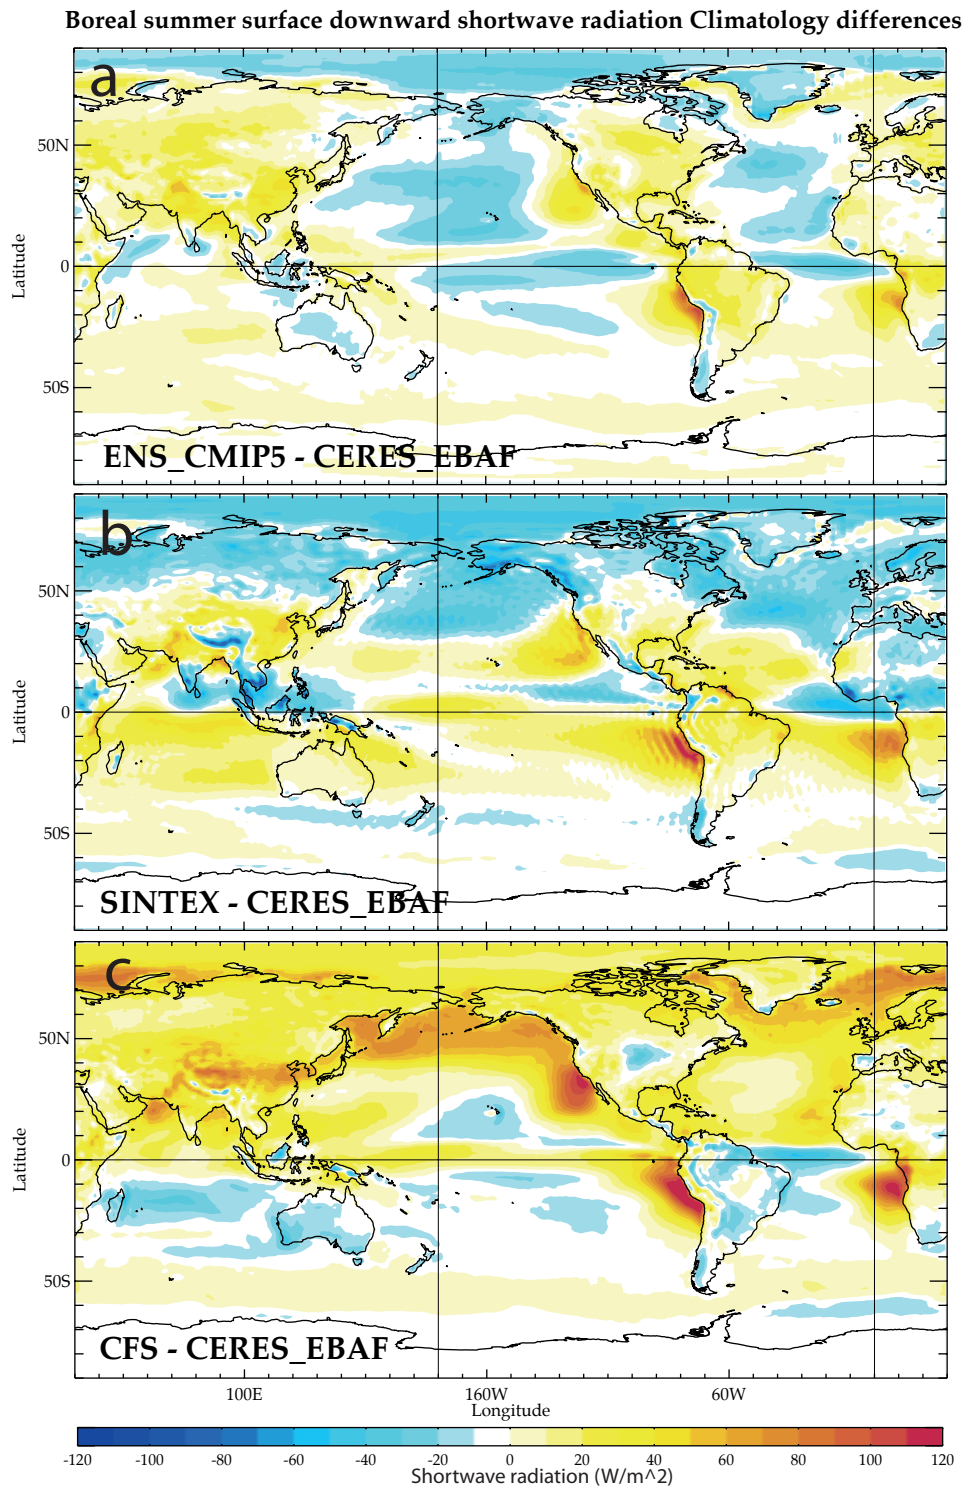 Boreal summer surface downward shortwave radiation Climatology differences
a
50N
0
50S
Latitude
ENS_CMIP5 - CERES_EBAF
b
50N
0
50S
Latitude
SINTEX - CERES_EBAF
c
50N
0
50S
Latitude
CFS - CERES_EBAF
100E 160W 60W
Longitude
-120 -100 -80 -60 -40 -20 0 20 40 60 80 100 120
Shortwave radiation (W/m^2)